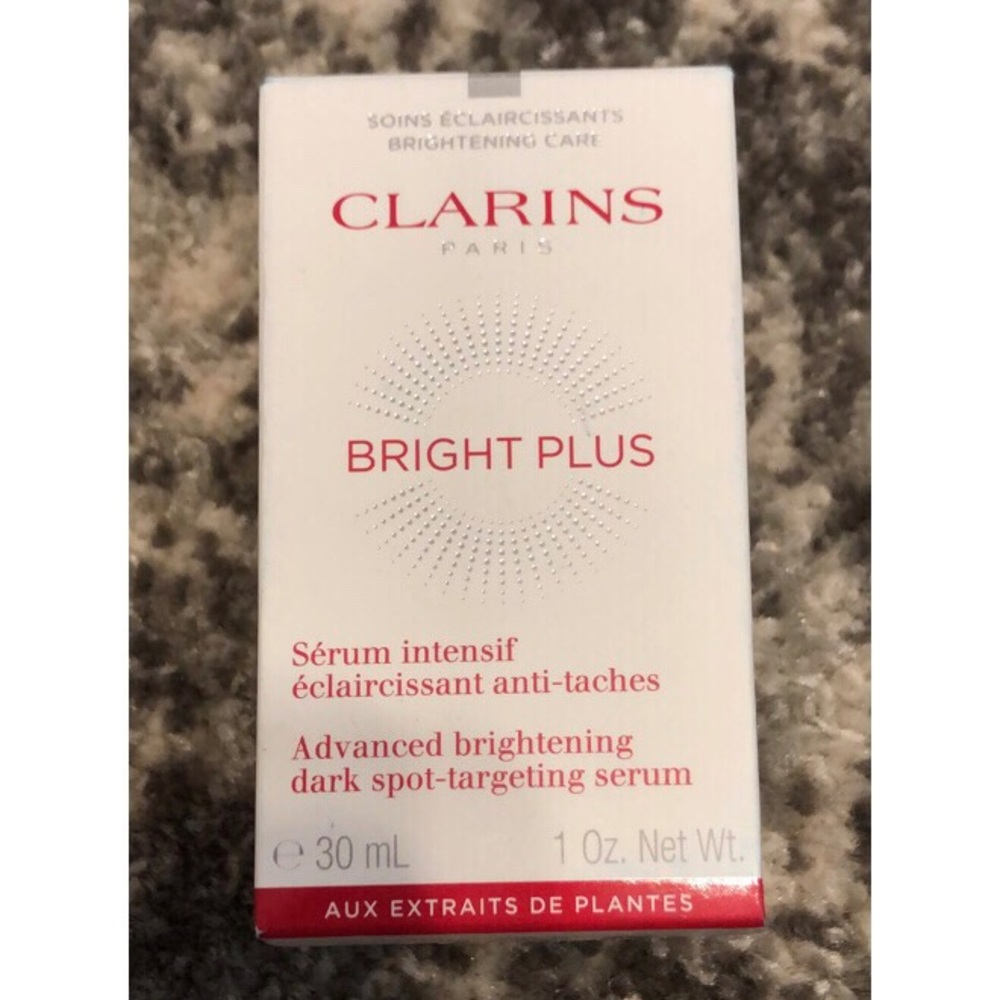 SOINS ÉCLAIRCISSANTS
BRIGHTENING CARE
CLARINS
PARIS
BRIGHT PLUS
Sérum intensif
éclaircissant anti-taches
Advanced brightening
dark spot-targeting serum
℮ 30 mL 1 Oz. Net Wt.
AUX EXTRAITS DE PLANTES